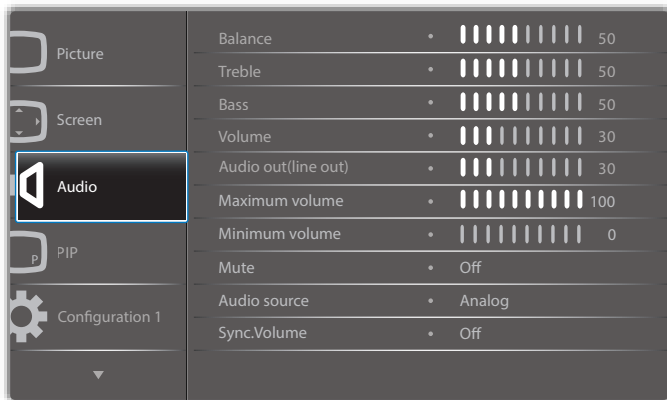 Picture
Screen
Audio
P
PIP
Configuration 1
Balance • 50
Treble • 50
Bass • 50
Volume • 30
Audio out(line out) • 30
Maximum volume • 100
Minimum volume • 0
Mute • Off
Audio source • Analog
Sync.Volume • Off